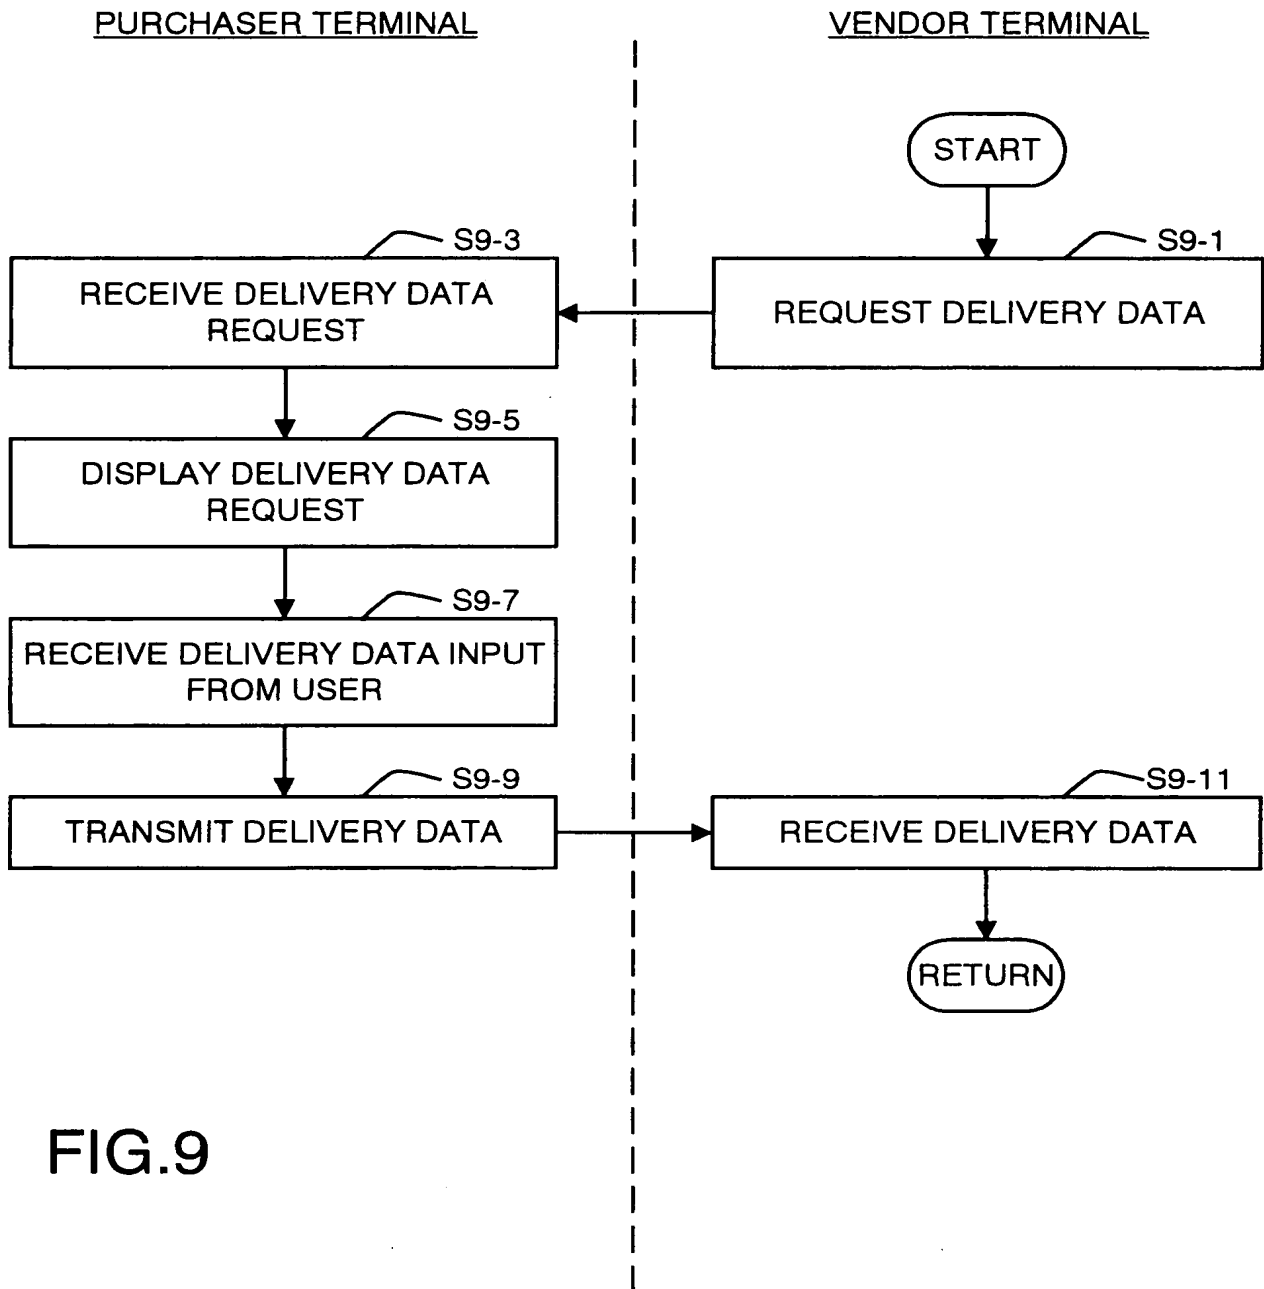 PURCHASER TERMINAL
VENDOR TERMINAL
START
S9-3
S9-1
RECEIVE DELIVERY DATA
REQUEST
REQUEST DELIVERY DATA
S9-5
DISPLAY DELIVERY DATA
REQUEST
S9-7
RECEIVE DELIVERY DATA INPUT
FROM USER
S9-9
S9-11
TRANSMIT DELIVERY DATA
RECEIVE DELIVERY DATA
RETURN
FIG.9